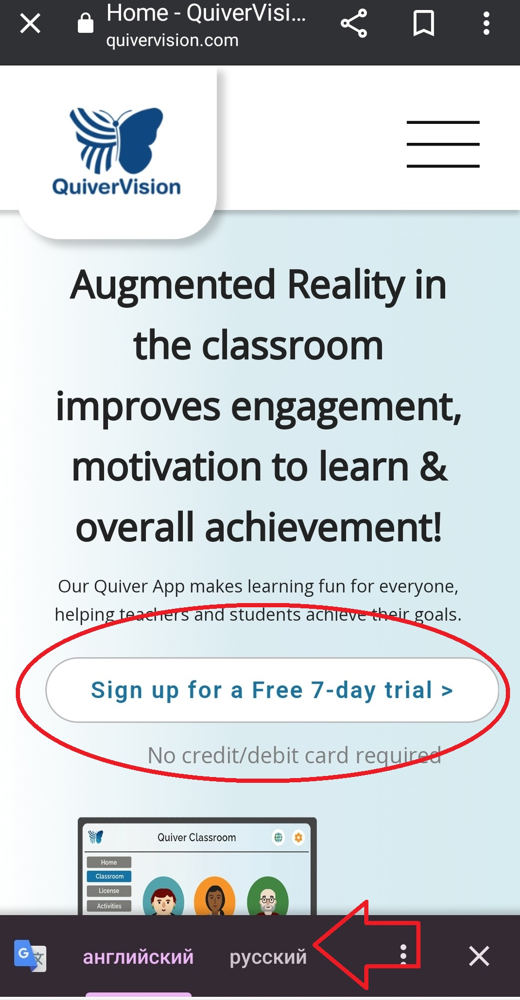 Home - QuiverVisi...
quivervision.com
QuiverVision
Augmented Reality in
the classroom
improves engagement,
motivation to learn &
overall achievement!
Our Quiver App makes learning fun for everyone,
helping teachers and students achieve their goals.
Sign up for a Free 7-day trial >
No credit/debit card required
Quiver Classroom
Home
Classroom
License
Activities
G 文
английский русский